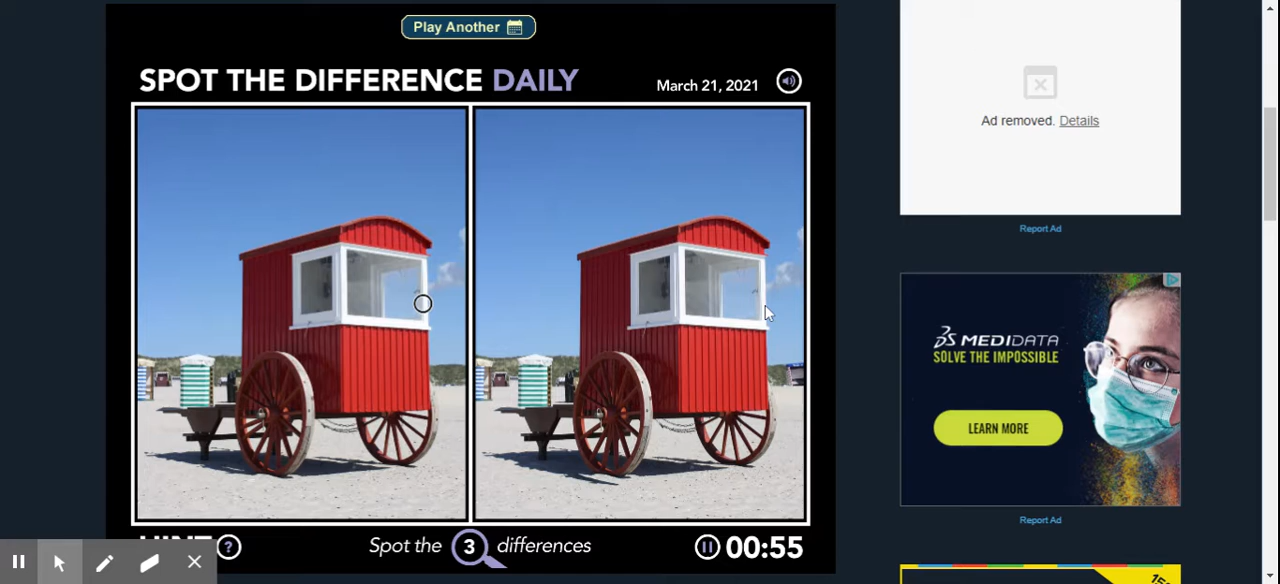 Play Another
SPOT THE DIFFERENCE DAILY
March 21, 2021
Spot the 3 differences
00:55
Ad removed. Details
Report Ad
MEDIDATA
SOLVE THE IMPOSSIBLE
LEARN MORE
Report Ad